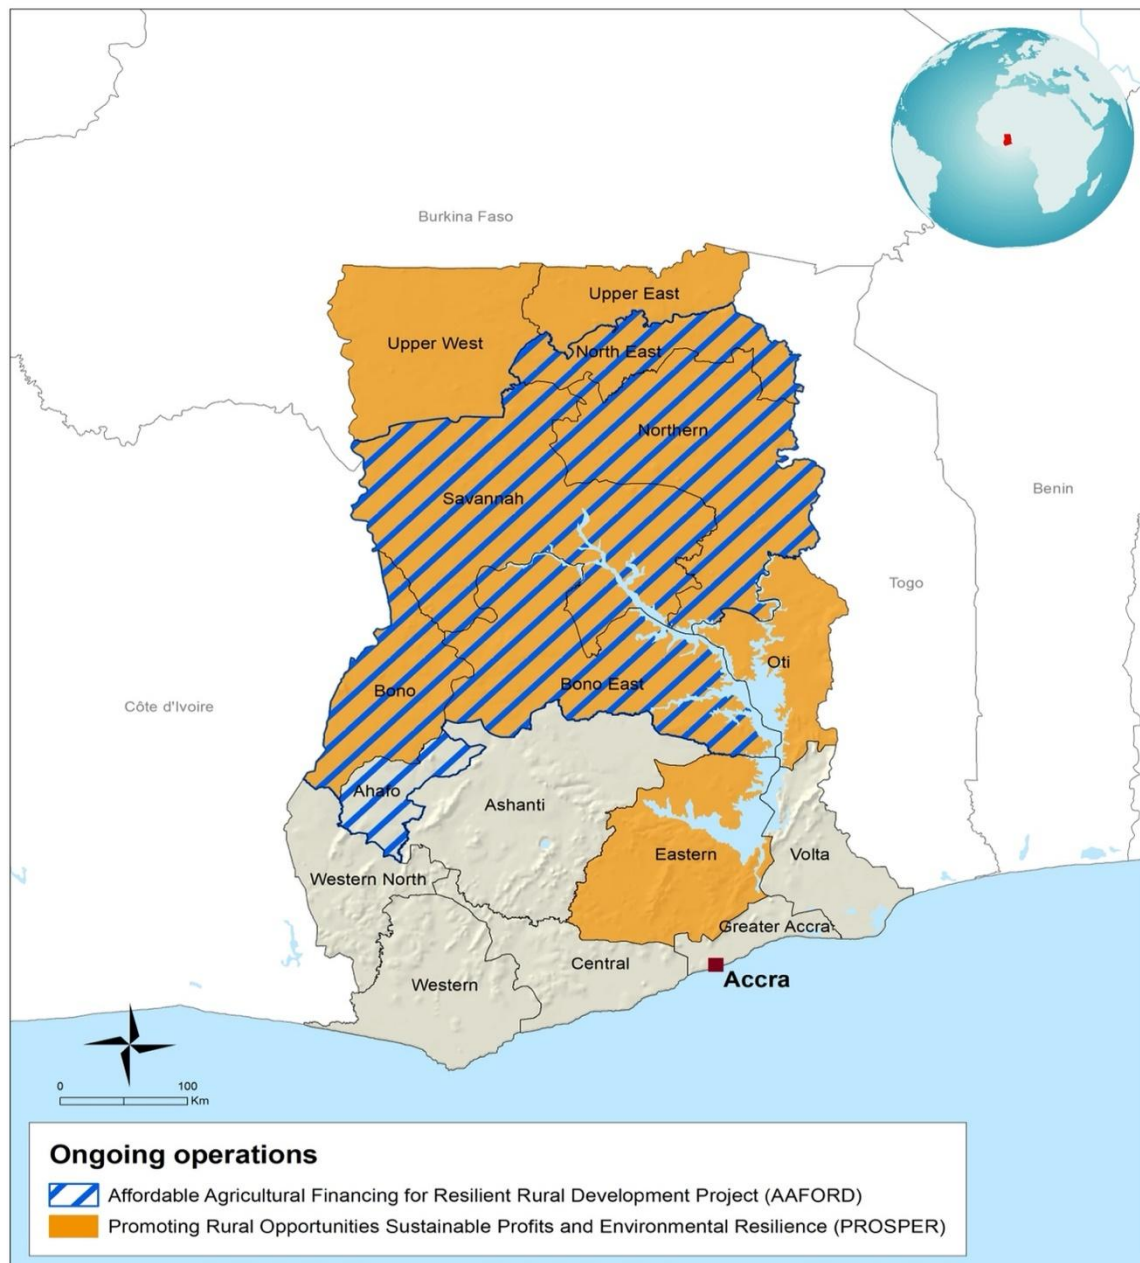 Burkina Faso
Upper East
Upper West
North East
Northern
Savannah
Benin
Togo
Oti
Bono East
Bono
Côte d'Ivoire
Ahafo
Ashanti
Eastern
Volta
Western North
Greater Accra
Central
Accra
Western
0 100
Km
Ongoing operations
Affordable Agricultural Financing for Resilient Rural Development Project (AAFORD)
Promoting Rural Opportunities Sustainable Profits and Environmental Resilience (PROSPER)